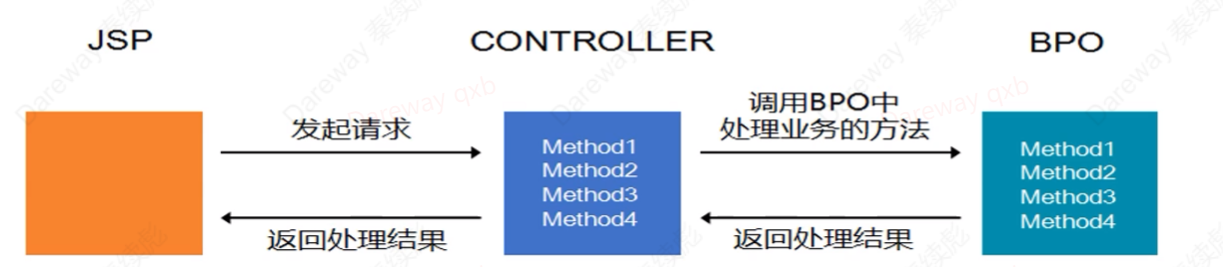 JSP
CONTROLLER
BPO
发起请求
调用BPO中
处理业务的方法
Method1
Method2
Method3
Method4
Method1
Method2
Method3
Method4
返回处理结果
返回处理结果
Dareway 秦续彪
Dareway qxb